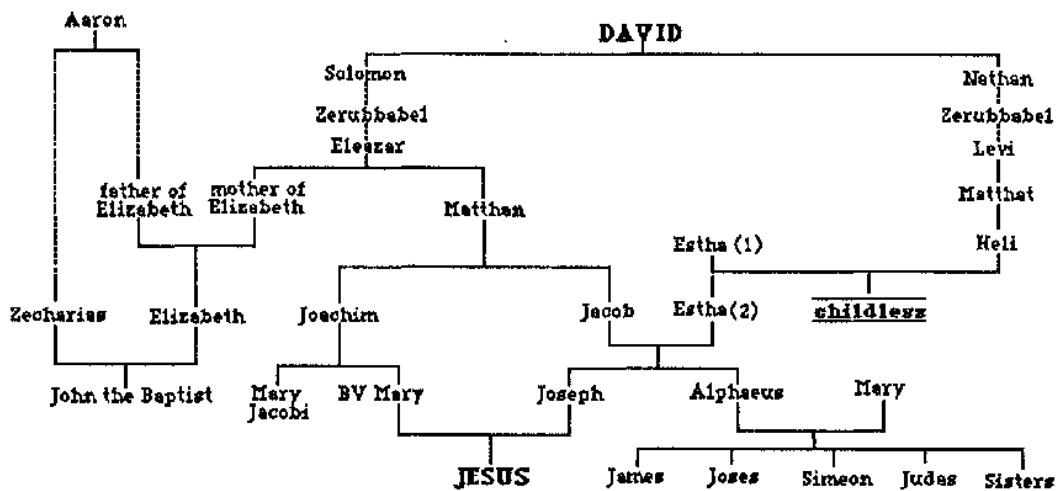 Aaron
DAVID
Solomon
Nathan
Zerubbabel
Zerubbabel
Eleazar
Levi
father of
Elizabeth
mother of
Elizabeth
Matthan
Matthat
Estha (1)
Heli
Zecharias
Elizabeth
Joachim
Jacob
Estha (2)
childless
John the Baptist
Mary
Jacobi
BV Mary
Joseph
Alphaeus
Mary
JESUS
James
Joses
Simeon
Judas
Sisters